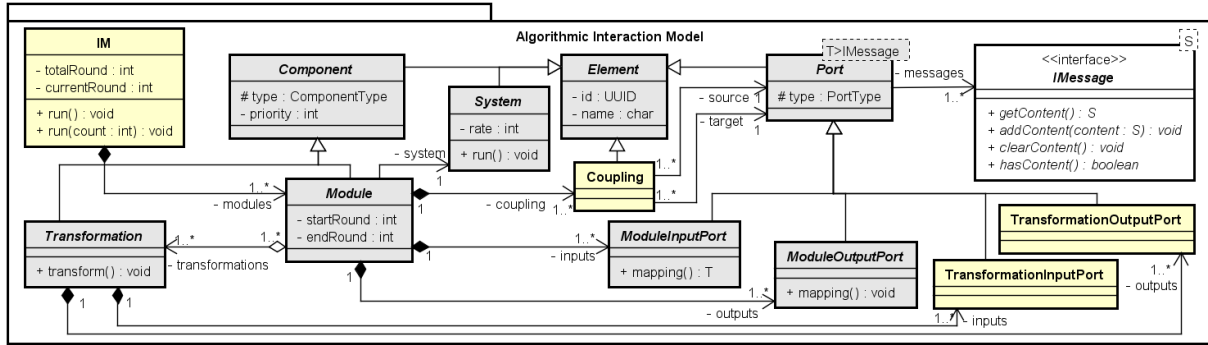 Algorithmic Interaction Model
IM
- totalRound : int
- currentRound : int
+ run() : void
+ run(count : int) : void
Component
# type : ComponentType
- priority : int
System
- rate : int
+ run() : void
Element
- id : UUID
- name : char
Port
T>IMessage
# type : PortType
- messages
1..*
S
<<interface>>
IMessage
+ getContent() : S
+ addContent(content : S) : void
+ clearContent() : void
+ hasContent() : boolean
- source
1
- target
1
- system
1
Coupling
1..*
1..*
1
- coupling
1..*
1..*
- modules
Module
- startRound : int
- endRound : int
Transformation
+ transform() : void
1..*
1..*
- transformations
1
1..*
- inputs
ModuleInputPort
+ mapping() : T
ModuleOutputPort
+ mapping() : void
1
1..*
- outputs
TransformationOutputPort
TransformationInputPort
1..*
- outputs
1..*
- inputs
1
1